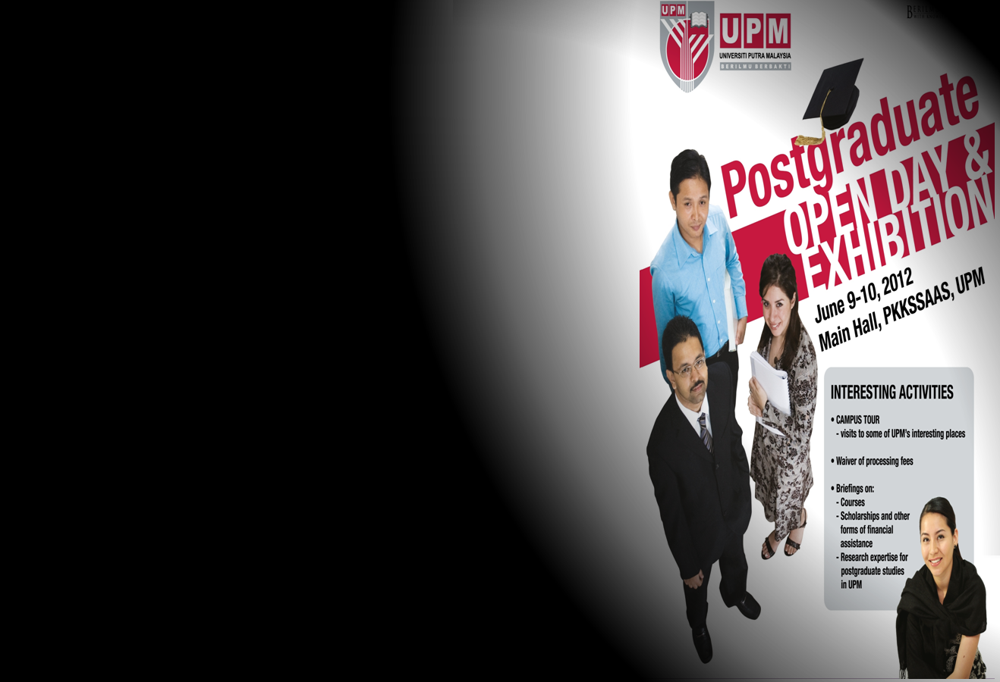 UPM
UPM
UNIVERSITI PUTRA MALAYSIA
BERILMU BERBAKTI
Postgraduate
OPEN DAY &
EXHIBITION
June 9-10, 2012
Main Hall, PKKSSAAS, UPM
INTERESTING ACTIVITIES
• CAMPUS TOUR
- visits to some of UPM's interesting places
• Waiver of processing fees
• Briefings on:
- Courses
- Scholarships and other
forms of financial
assistance
- Research expertise for
postgraduate studies
in UPM